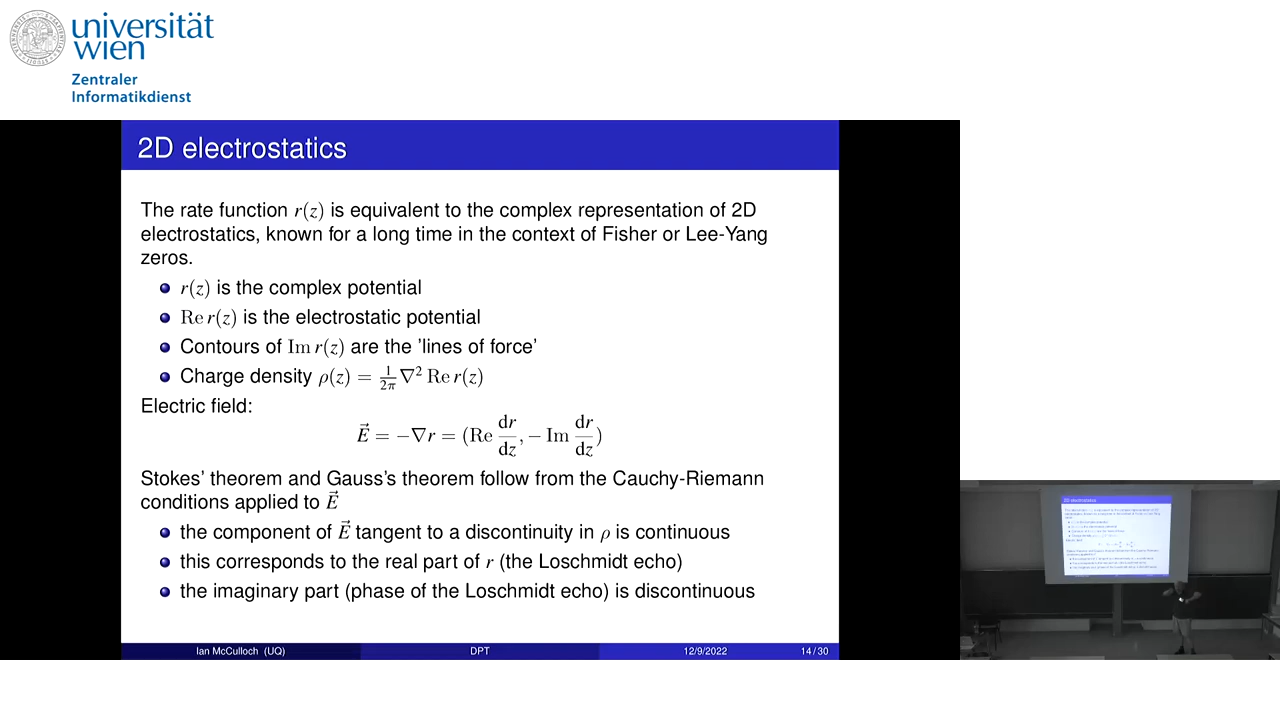 universität
wien
Zentraler
Informatikdienst
2D electrostatics
The rate function r(z) is equivalent to the complex representation of 2D
electrostatics, known for a long time in the context of Fisher or Lee-Yang
zeros.
r(z) is the complex potential
Re r(z) is the electrostatic potential
Contours of Im r(z) are the 'lines of force'
Charge density ρ(z) = 1/2π ∇² Re r(z)
Electric field:
E⃗ = −∇r = (Re dr/dz, − Im dr/dz)
Stokes' theorem and Gauss's theorem follow from the Cauchy-Riemann
conditions applied to E⃗
the component of E⃗ tangent to a discontinuity in ρ is continuous
this corresponds to the real part of r (the Loschmidt echo)
the imaginary part (phase of the Loschmidt echo) is discontinuous
Ian McCulloch (UQ) DPT 12/9/2022 14/30
2D electrostatics